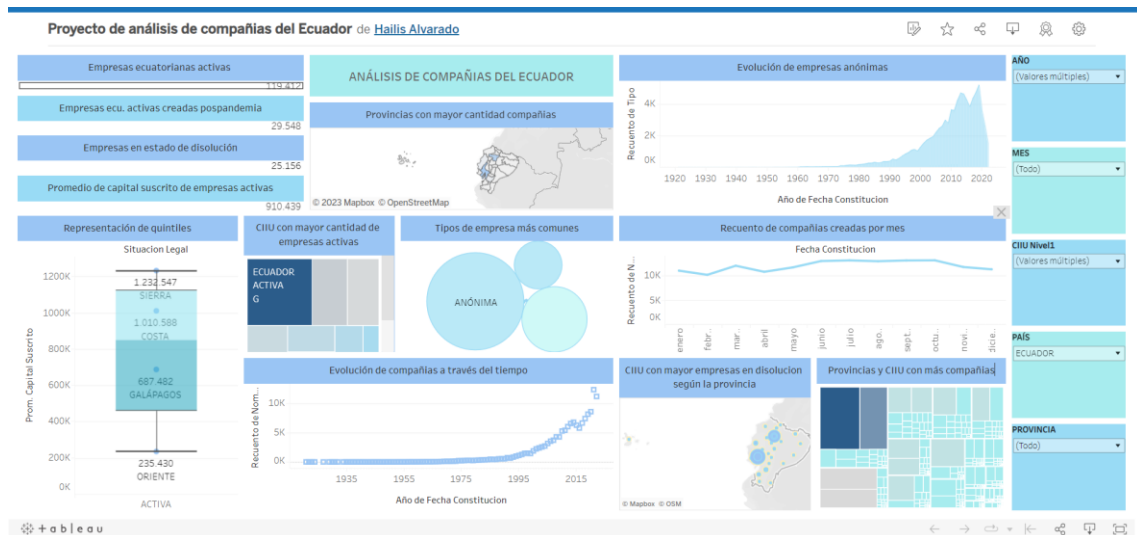 Proyecto de análisis de compañias del Ecuador de Hailis Alvarado
Empresas ecuatorianas activas
119.412
Empresas ecu. activas creadas pospandemia
29.548
Empresas en estado de disolución
25.156
Promedio de capital suscrito de empresas activas
910.439
ANÁLISIS DE COMPAÑIAS DEL ECUADOR
Provincias con mayor cantidad compañias
© 2023 Mapbox © OpenStreetMap
Evolución de empresas anónimas
Recuento de Tipo
4K
2K
0K
1920 1930 1940 1950 1960 1970 1980 1990 2000 2010 2020
Año de Fecha Constitucion
AÑO
(Valores múltiples)
MES
(Todo)
CIIU Nivel1
(Valores múltiples)
PAÍS
ECUADOR
PROVINCIA
(Todo)
Representación de quintiles
Situacion Legal
Prom. Capital Suscrito
1200K
1000K
800K
600K
400K
200K
0K
1.232.547
SIERRA
1.010.588
COSTA
687.482
GALÁPAGOS
235.430
ORIENTE
ACTIVA
CIIU con mayor cantidad de
empresas activas
ECUADOR
ACTIVA
G
Tipos de empresa más comunes
ANÓNIMA
Recuento de compañias creadas por mes
Fecha Constitucion
Recuento de N..
10K
5K
0K
enero
febr..
mar..
abril
mayo
junio
julio
ago..
sept..
octu..
novi..
dicie..
Evolución de compañias a través del tiempo
Recuento de Nom...
10K
5K
0K
1935 1955 1975 1995 2015
Año de Fecha Constitucion
CIIU con mayor empresas en disolucion
según la provincia
© Mapbox © OSM
Provincias y CIIU con más compañias
+ableau